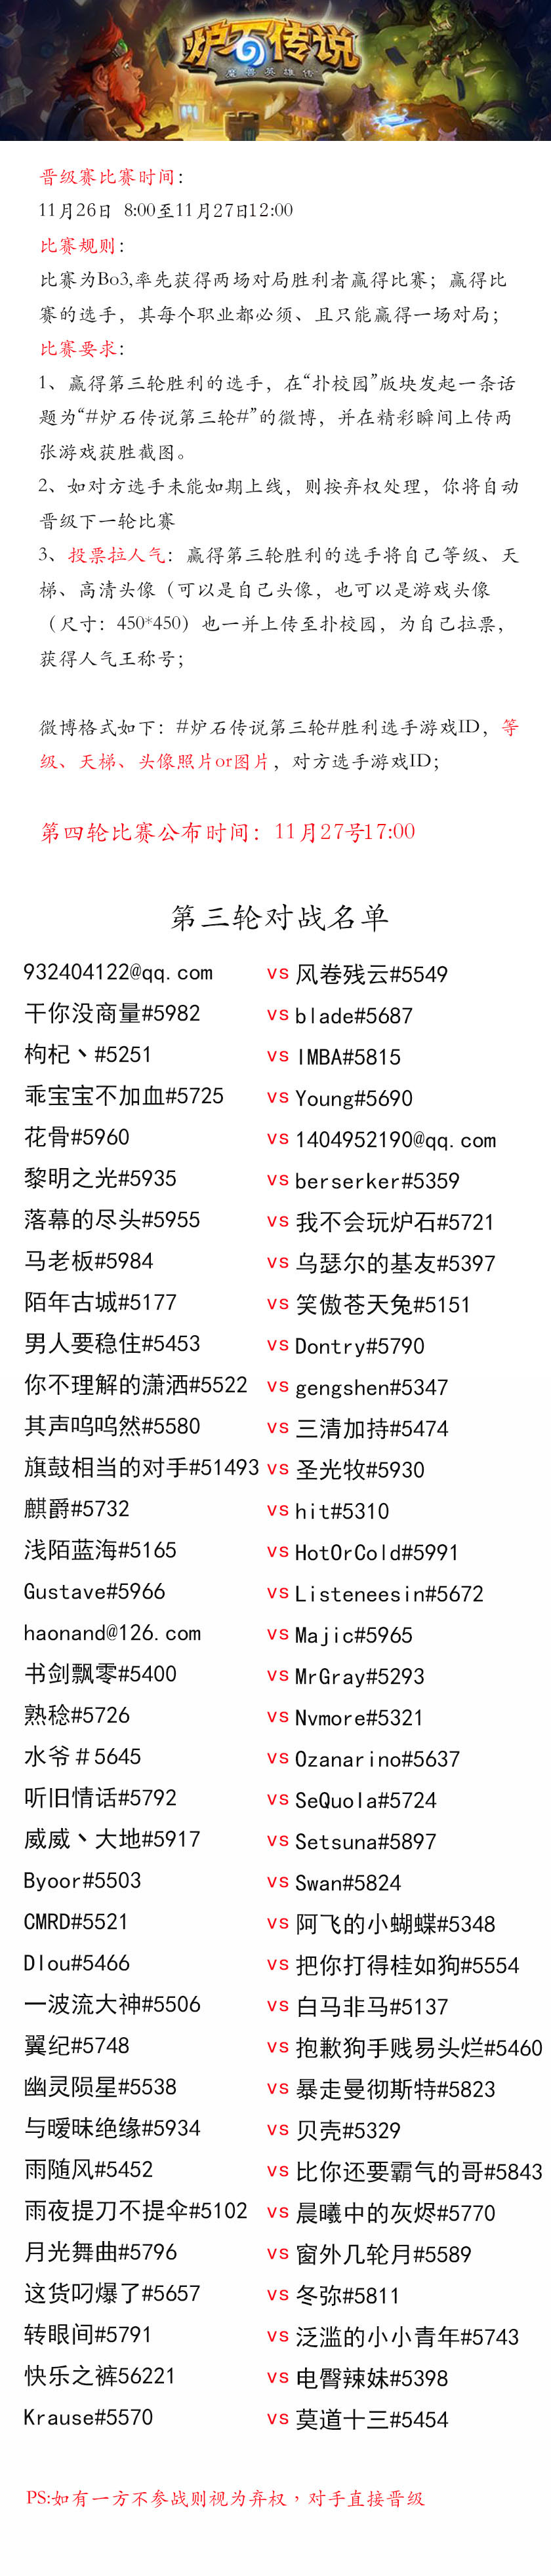 炉石传说
魔兽英雄传
晋级赛比赛时间：
11月26日 8:00至11月27日12:00
比赛规则：
比赛为Bo3,率先获得两场对局胜利者赢得比赛；赢得比
赛的选手，其每个职业都必须、且只能赢得一场对局；
比赛要求：
1、赢得第三轮胜利的选手，在“扑校园”版块发起一条话
题为“#炉石传说第三轮#”的微博，并在精彩瞬间上传两
张游戏获胜截图。
2、如对方选手未能如期上线，则按弃权处理，你将自动
晋级下一轮比赛
3、投票拉人气：赢得第三轮胜利的选手将自己等级、天
梯、高清头像（可以是自己头像，也可以是游戏头像
（尺寸：450*450）也一并上传至扑校园，为自己拉票，
获得人气王称号；
微博格式如下：#炉石传说第三轮#胜利选手游戏ID，等
级、天梯、头像照片or图片，对方选手游戏ID；
第四轮比赛公布时间：11月27号17:00
第三轮对战名单
932404122@qq.com vs 风卷残云#5549
干你没商量#5982 vs blade#5687
枸杞丶#5251 vs IMBA#5815
乖宝宝不加血#5725 vs Young#5690
花骨#5960 vs 1404952190@qq.com
黎明之光#5935 vs berserker#5359
落幕的尽头#5955 vs 我不会玩炉石#5721
马老板#5984 vs 乌瑟尔的基友#5397
陌年古城#5177 vs 笑傲苍天兔#5151
男人要稳住#5453 vs Dontry#5790
你不理解的潇洒#5522 vs gengshen#5347
其声呜呜然#5580 vs 三清加持#5474
旗鼓相当的对手#51493 vs 圣光牧#5930
麒爵#5732 vs hit#5310
浅陌蓝海#5165 vs HotOrCold#5991
Gustave#5966 vs Listeneesin#5672
haonand@126.com vs Majic#5965
书剑飘零#5400 vs MrGray#5293
熟稔#5726 vs Nvmore#5321
水爷＃5645 vs Ozanarino#5637
听旧情话#5792 vs SeQuola#5724
威威丶大地#5917 vs Setsuna#5897
Byoor#5503 vs Swan#5824
CMRD#5521 vs 阿飞的小蝴蝶#5348
Dlou#5466 vs 把你打得桂如狗#5554
一波流大神#5506 vs 白马非马#5137
翼纪#5748 vs 抱歉狗手贱易头烂#5460
幽灵陨星#5538 vs 暴走曼彻斯特#5823
与暧昧绝缘#5934 vs 贝壳#5329
雨随风#5452 vs 比你还要霸气的哥#5843
雨夜提刀不提伞#5102 vs 晨曦中的灰烬#5770
月光舞曲#5796 vs 窗外几轮月#5589
这货叼爆了#5657 vs 冬弥#5811
转眼间#5791 vs 泛滥的小小青年#5743
快乐之裤56221 vs 电臀辣妹#5398
Krause#5570 vs 莫道十三#5454
PS:如有一方不参战则视为弃权，对手直接晋级